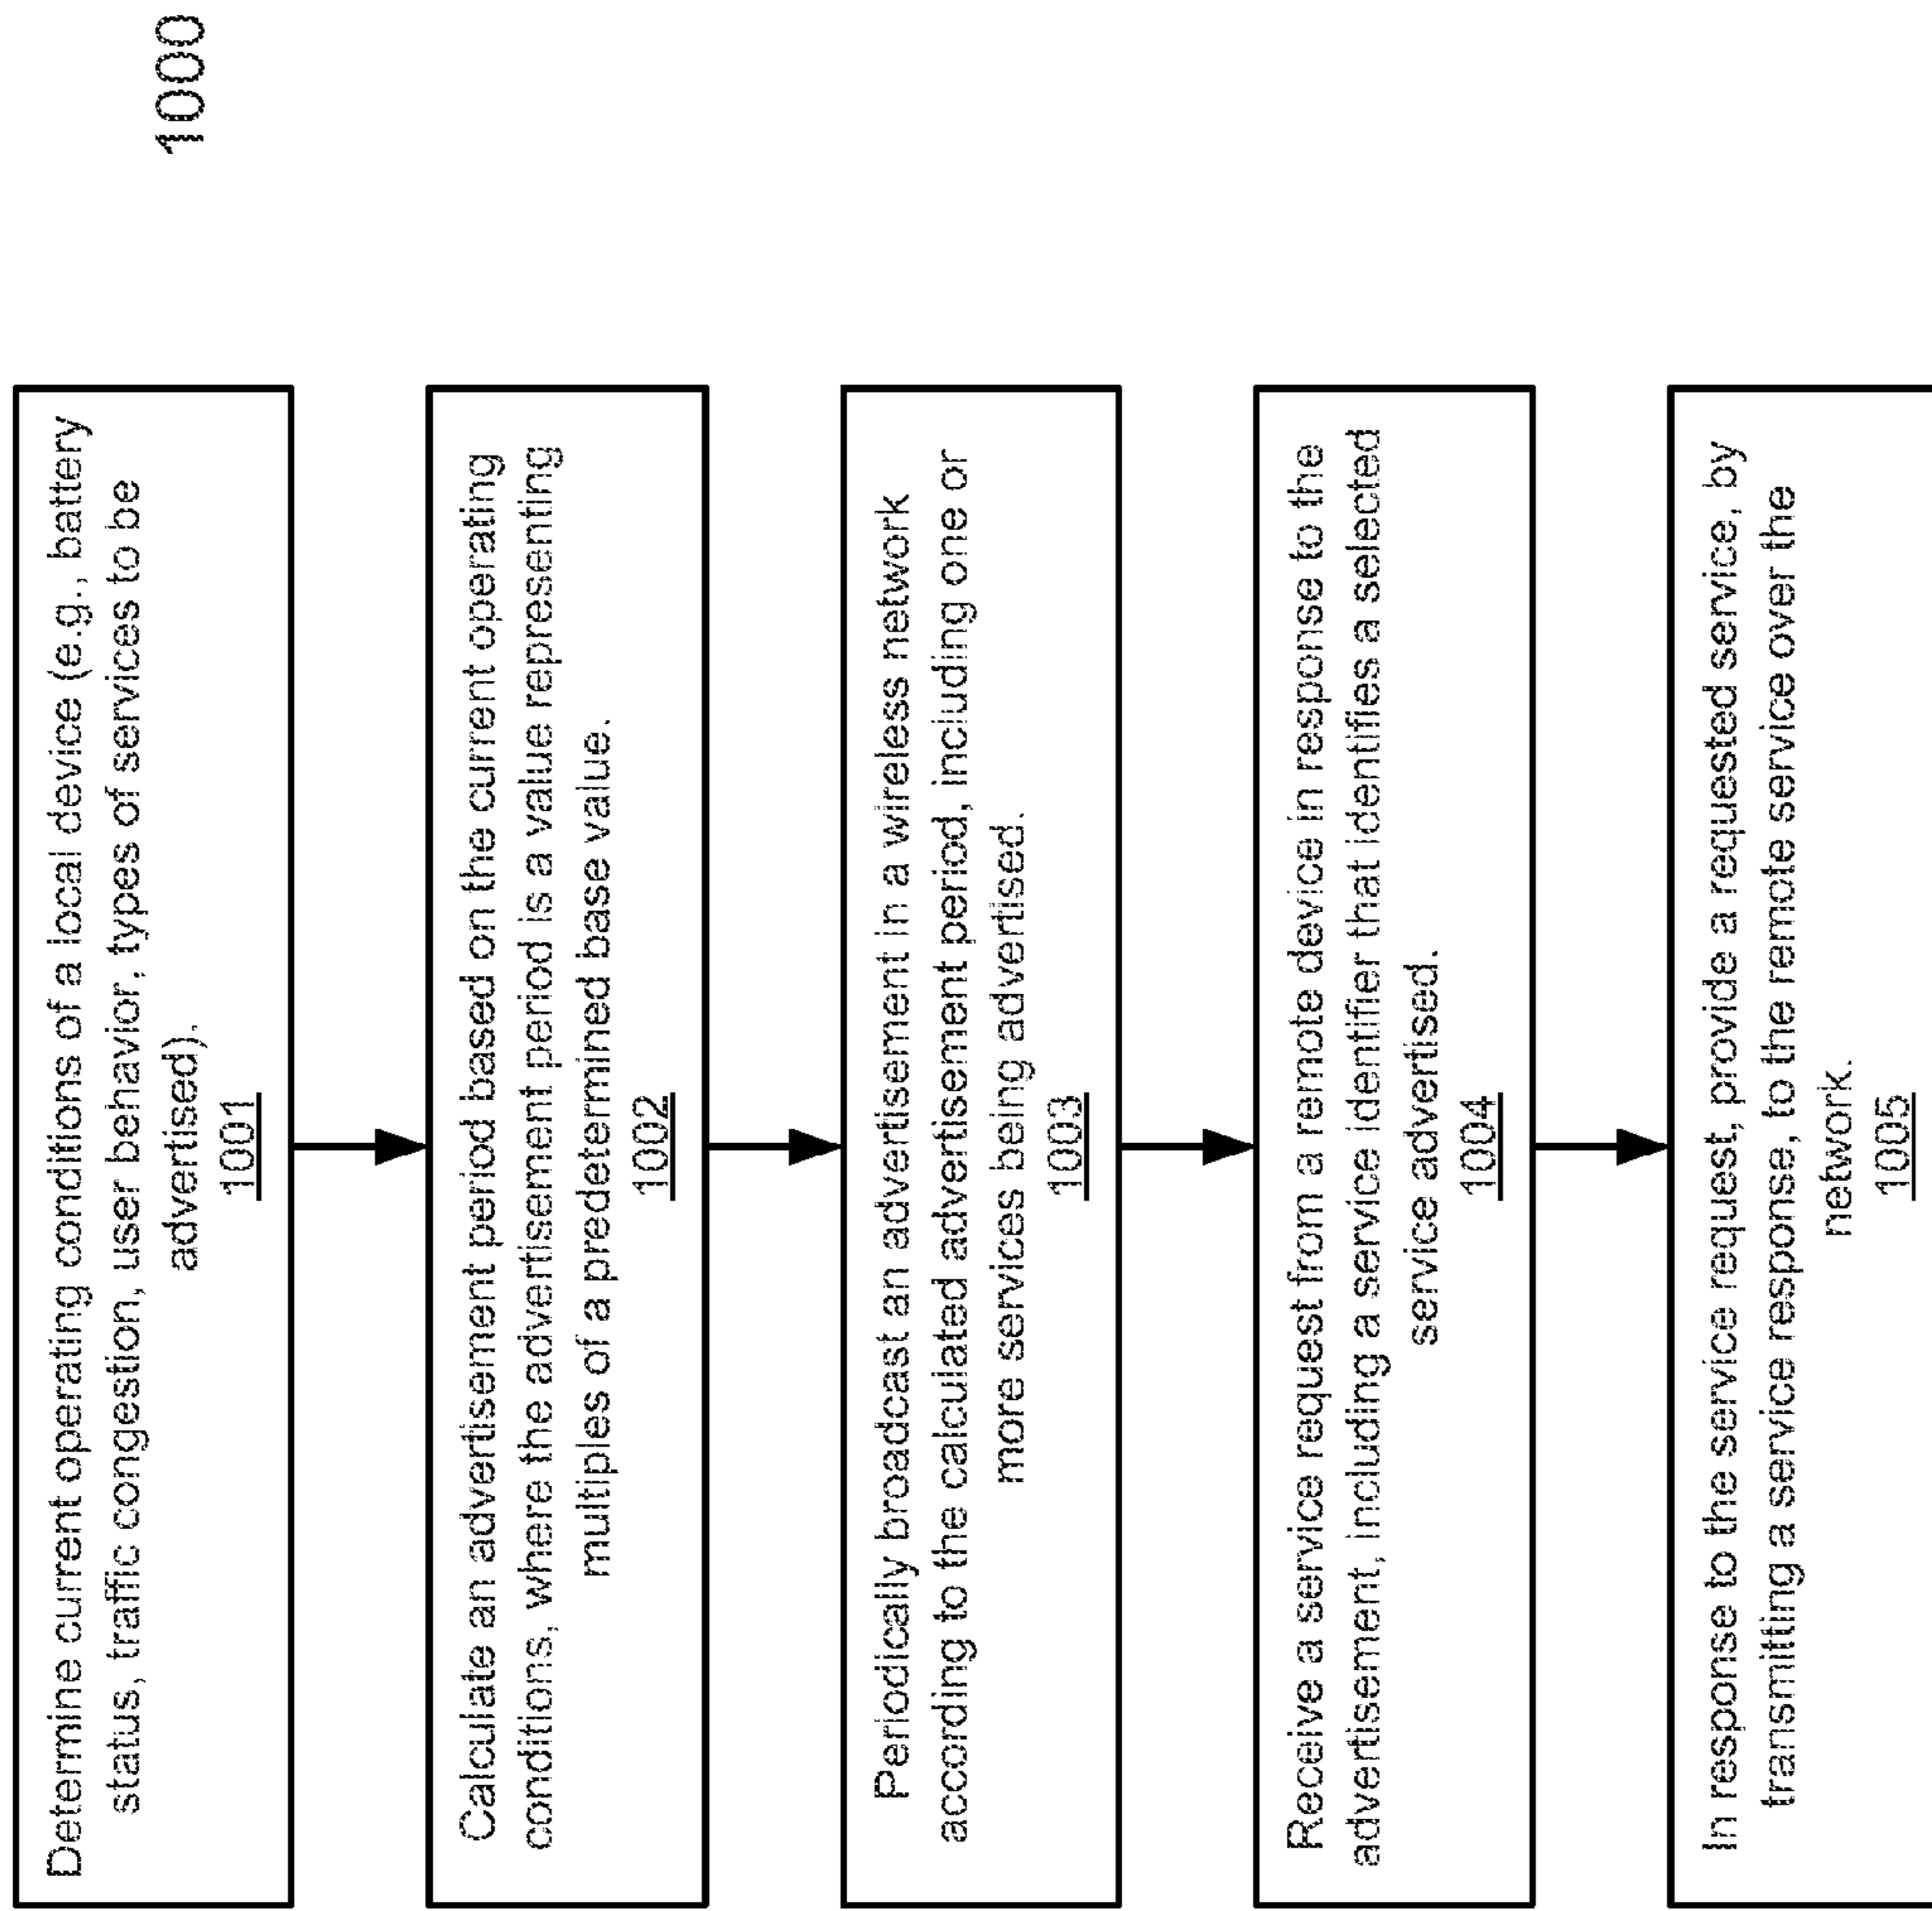 1000
Determine current operating conditions of a local device (e.g., battery
status, traffic congestion, user behavior, types of services to be
advertised).
1001
Calculate an advertisement period based on the current operating
conditions, where the advertisement period is a value representing
multiples of a predetermined base value.
1002
Periodically broadcast an advertisement in a wireless network
according to the calculated advertisement period, including one or
more services being advertised.
1003
Receive a service request from a remote device in response to the
advertisement, including a service identifier that identifies a selected
service advertised.
1004
In response to the service request, provide a requested service, by
transmitting a service response, to the remote service over the
network.
1005